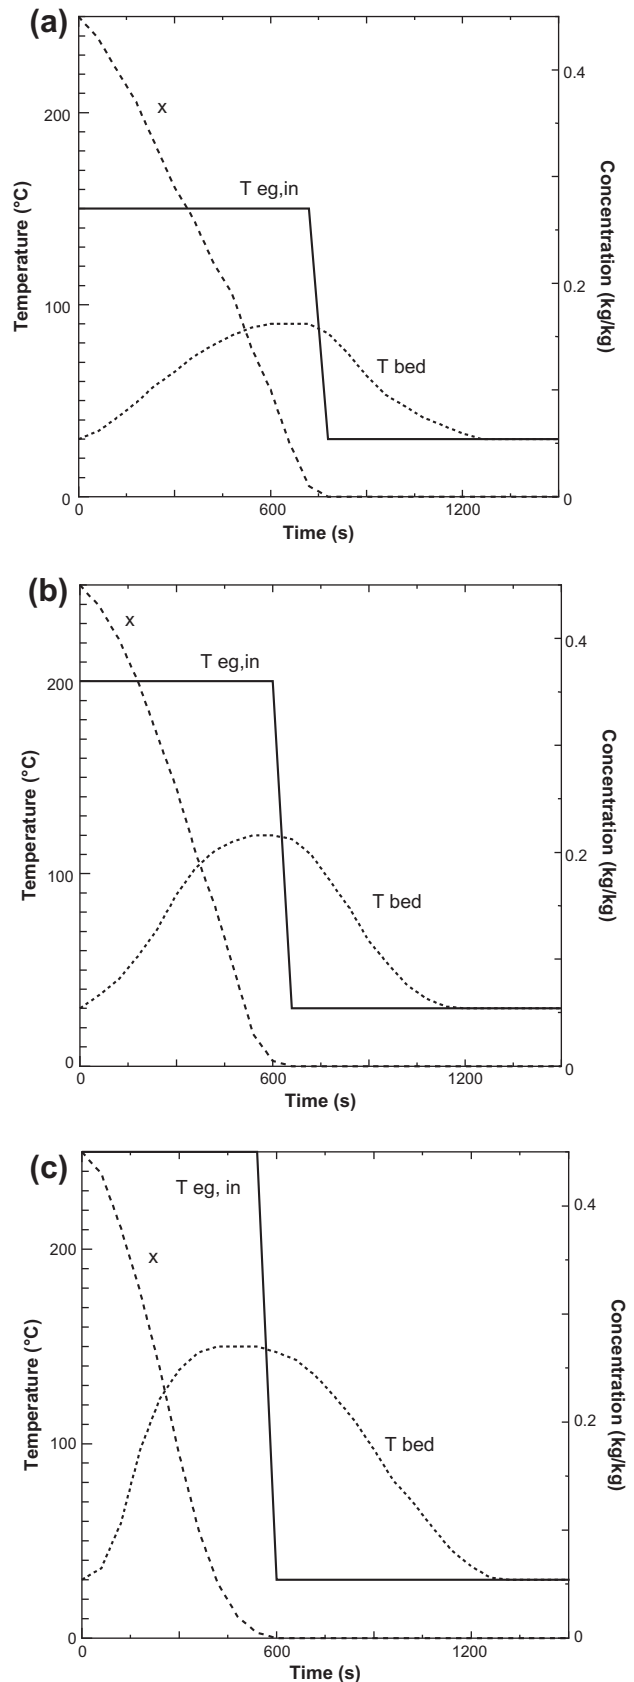 (a)
x
T eg,in
T bed
200
100
0
0.4
0.2
0
0
600
1200
Temperature (°C)
Concentration (kg/kg)
Time (s)
(b)
x
T eg,in
T bed
200
100
0
0.4
0.2
0
0
600
1200
Temperature (°C)
Concentration (kg/kg)
Time (s)
(c)
T eg, in
x
T bed
200
100
0
0.4
0.2
0
0
600
1200
Temperature (°C)
Concentration (kg/kg)
Time (s)